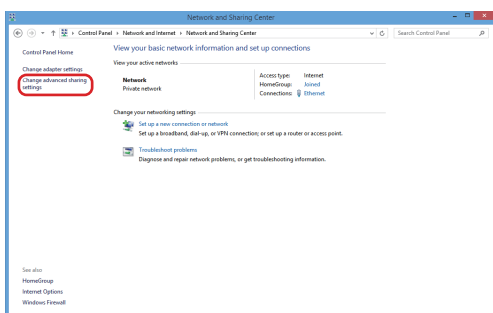 Network and Sharing Center
Control Panel › Network and Internet › Network and Sharing Center
Search Control Panel
Control Panel Home
Change adapter settings
Change advanced sharing
settings
View your basic network information and set up connections
View your active networks
Network
Private network
Access type: Internet
HomeGroup: Joined
Connections: Ethernet
Change your networking settings
Set up a new connection or network
Set up a broadband, dial-up, or VPN connection; or set up a router or access point.
Troubleshoot problems
Diagnose and repair network problems, or get troubleshooting information.
See also
HomeGroup
Internet Options
Windows Firewall